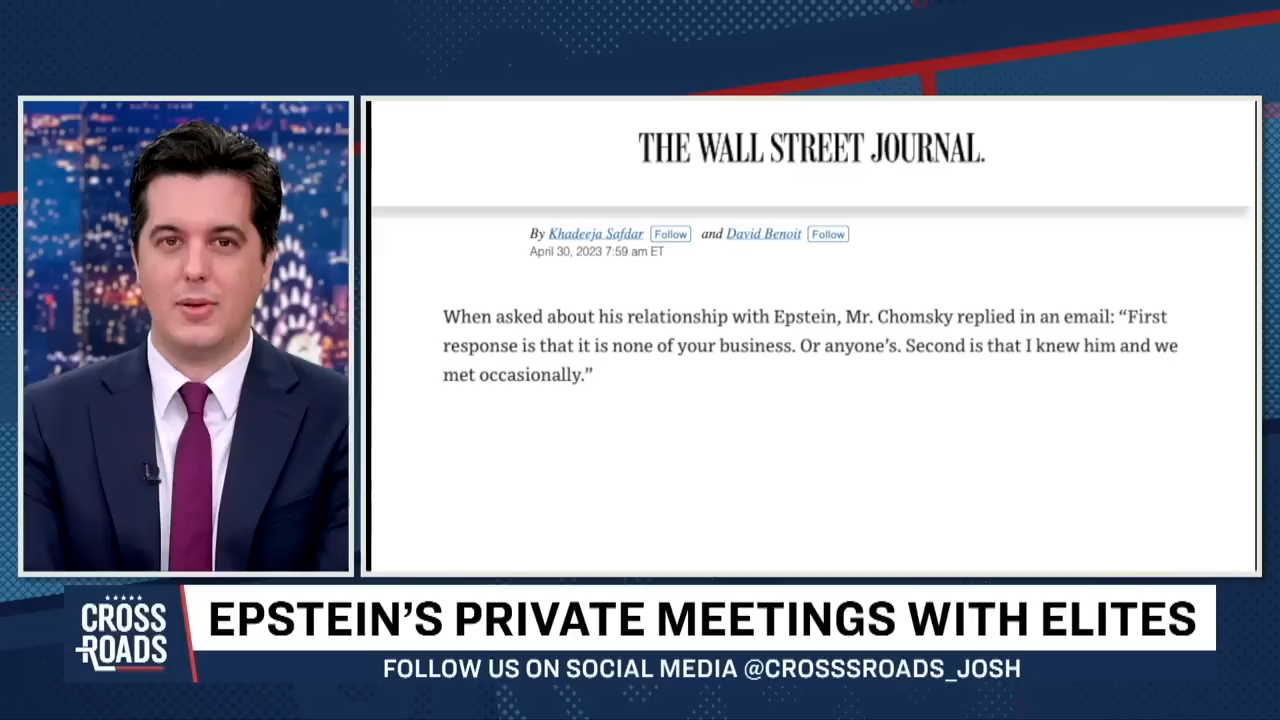 THE WALL STREET JOURNAL.
By Khadeeja Safdar Follow and David Benoit Follow
April 30, 2023 7:59 am ET
When asked about his relationship with Epstein, Mr. Chomsky replied in an email: “First
response is that it is none of your business. Or anyone’s. Second is that I knew him and we
met occasionally.”
CROSS
ROADS
EPSTEIN’S PRIVATE MEETINGS WITH ELITES
FOLLOW US ON SOCIAL MEDIA @CROSSSROADS_JOSH